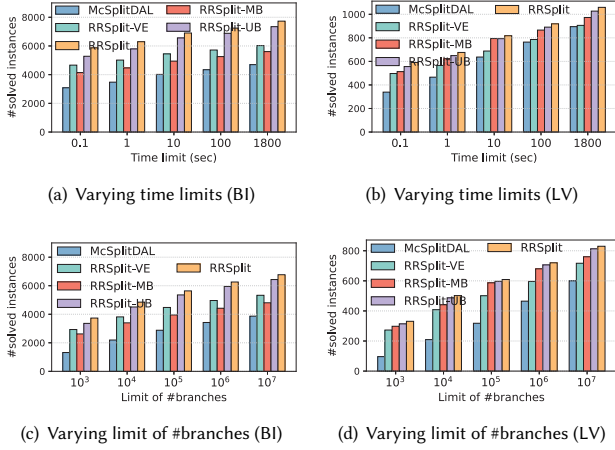 McSplitDAL RRSplit-MB
RRSplit-VE RRSplit-UB
RRSplit
#solved instances
10000
8000
6000
4000
2000
0
0.1 1 10 100 1800
Time limit (sec)
(a) Varying time limits (BI)
McSplitDAL RRSplit
RRSplit-VE
RRSplit-MB
RRSplit-UB
#solved instances
1000
800
600
400
200
0
0.1 1 10 100 1800
Time limit (sec)
(b) Varying time limits (LV)
McSplitDAL
RRSplit-VE RRSplit
RRSplit-MB
RRSplit-UB
#solved instances
8000
6000
4000
2000
0
10³ 10⁴ 10⁵ 10⁶ 10⁷
Limit of #branches
(c) Varying limit of #branches (BI)
McSplitDAL RRSplit
RRSplit-VE
RRSplit-MB
RRSplit-UB
#solved instances
800
600
400
200
0
10³ 10⁴ 10⁵ 10⁶ 10⁷
Limit of #branches
(d) Varying limit of #branches (LV)